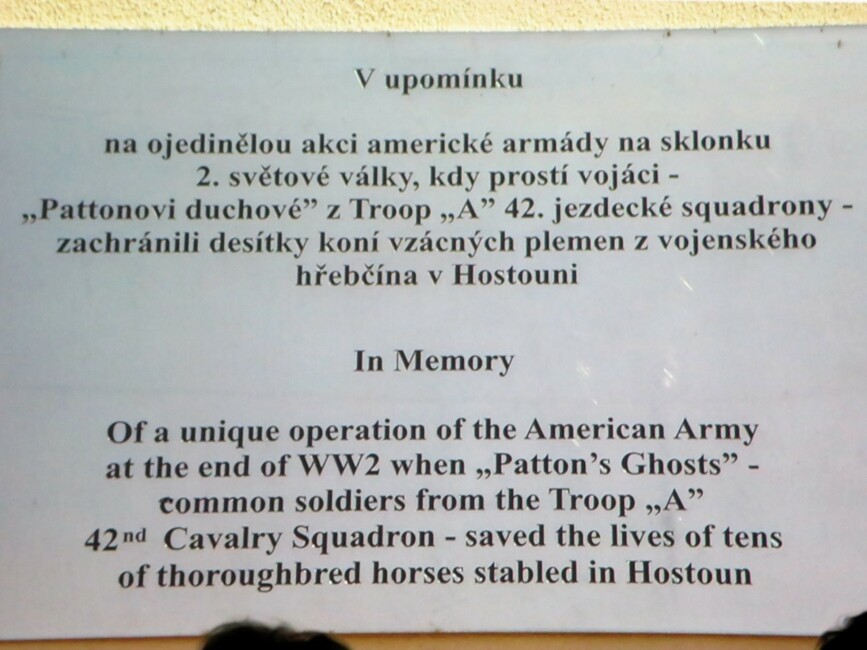 V upomínku
na ojedinělou akci americké armády na sklonku
2. světové války, kdy prostí vojáci -
„Pattonovi duchové” z Troop „A” 42. jezdecké squadrony -
zachránili desítky koní vzácných plemen z vojenského
hřebčína v Hostouni
In Memory
Of a unique operation of the American Army
at the end of WW2 when „Patton's Ghosts” -
common soldiers from the Troop „A”
42nd Cavalry Squadron - saved the lives of tens
of thoroughbred horses stabled in Hostoun